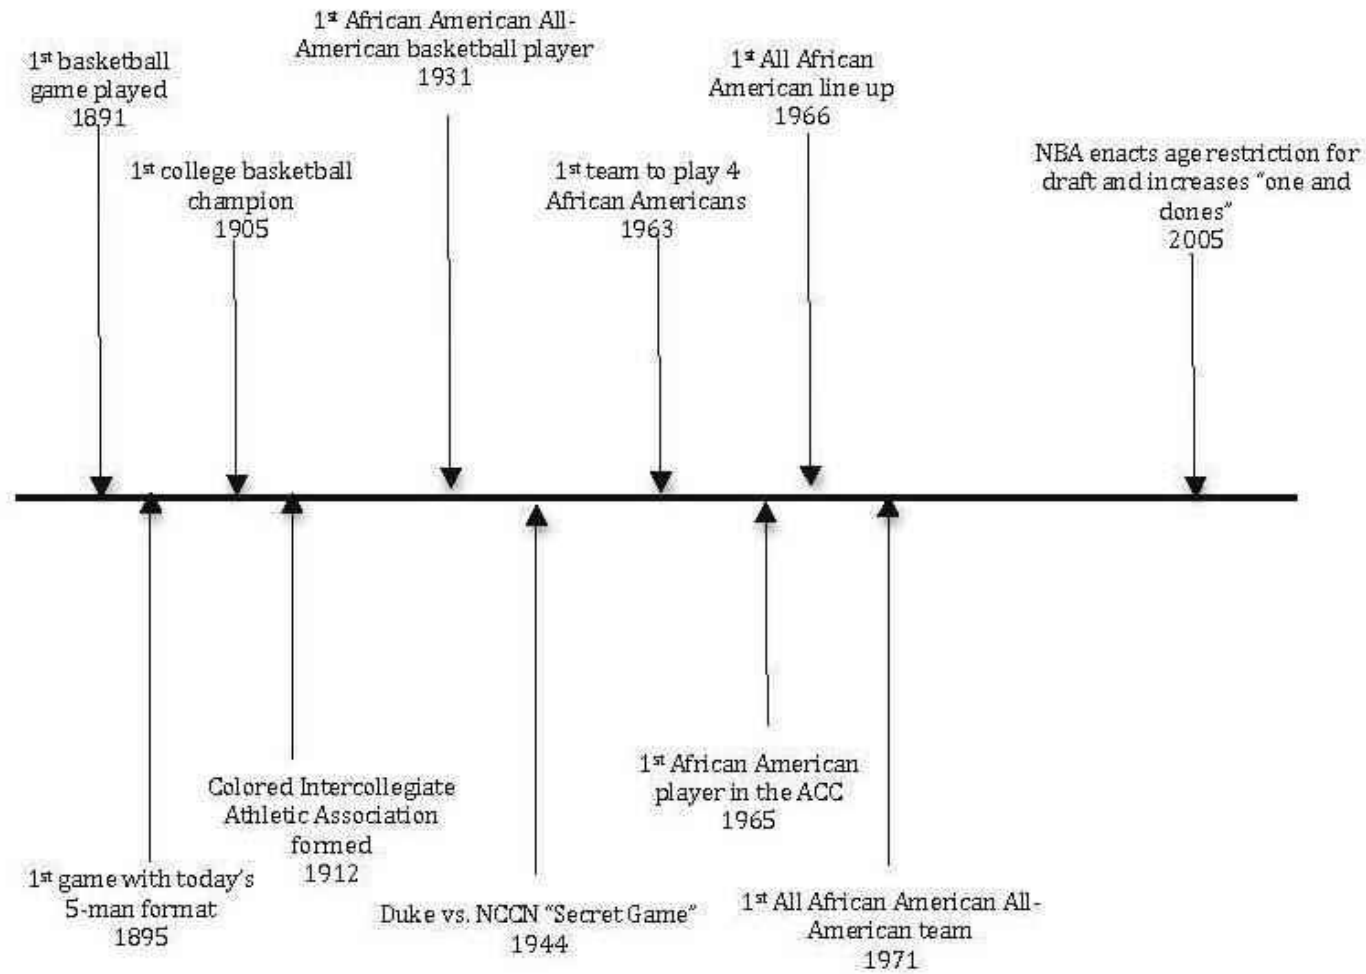 1st basketball
game played
1891
1st college basketball
champion
1905
1st African American All-
American basketball player
1931
1st team to play 4
African Americans
1963
1st All African
American line up
1966
NBA enacts age restriction for
draft and increases "one and
dones"
2005
1st game with today's
5-man format
1895
Colored Intercollegiate
Athletic Association
formed
1912
Duke vs. NCCN "Secret Game"
1944
1st African American
player in the ACC
1965
1st All African American All-
American team
1971